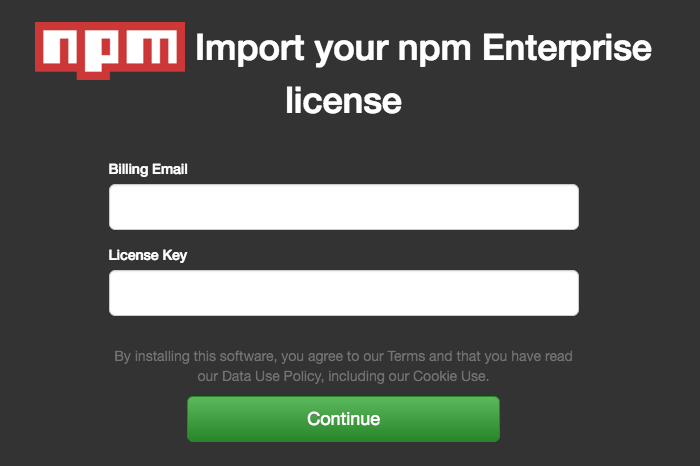 npm Import your npm Enterprise
license
Billing Email
License Key
By installing this software, you agree to our Terms and that you have read
our Data Use Policy, including our Cookie Use.
Continue